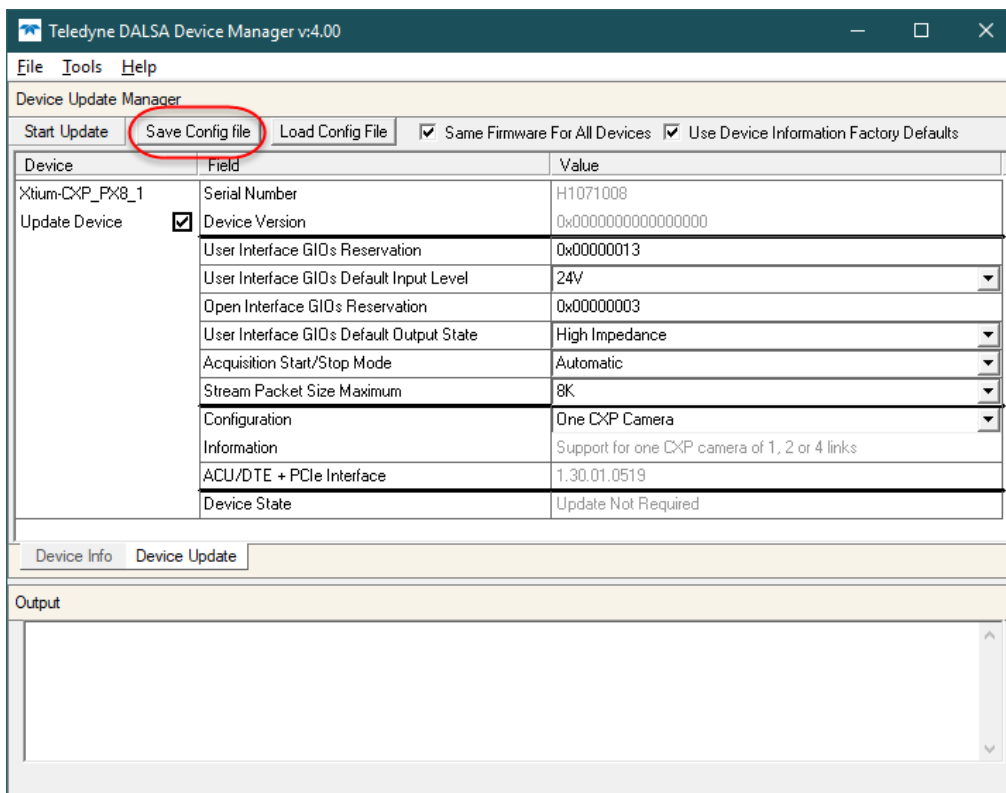 Teledyne DALSA Device Manager v:4.00
File Tools Help
Device Update Manager
Start Update Save Config file Load Config File Same Firmware For All Devices Use Device Information Factory Defaults
Device Field Value
Xtium-CXP_PX8_1 Serial Number H1071008
Update Device Device Version 0x0000000000000000
User Interface GIOs Reservation 0x00000013
User Interface GIOs Default Input Level 24V
Open Interface GIOs Reservation 0x00000003
User Interface GIOs Default Output State High Impedance
Acquisition Start/Stop Mode Automatic
Stream Packet Size Maximum 8K
Configuration One CXP Camera
Information Support for one CXP camera of 1, 2 or 4 links
ACU/DTE + PCIe Interface 1.30.01.0519
Device State Update Not Required
Device Info Device Update
Output